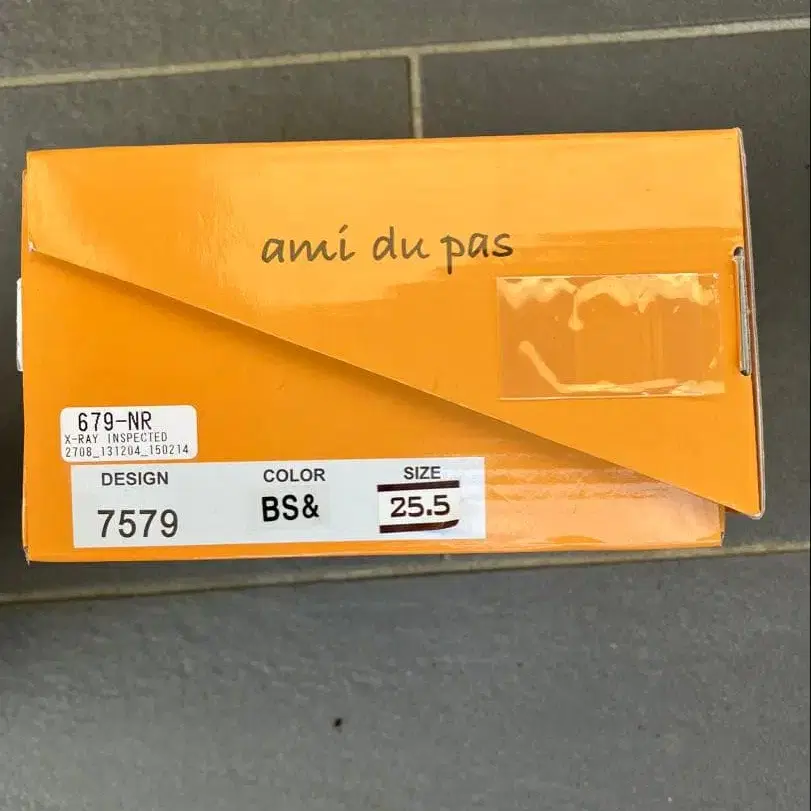 ami du pas
679-NR
X-RAY INSPECTED
2708_131204_150214
DESIGN COLOR SIZE
7579 BS& 25.5